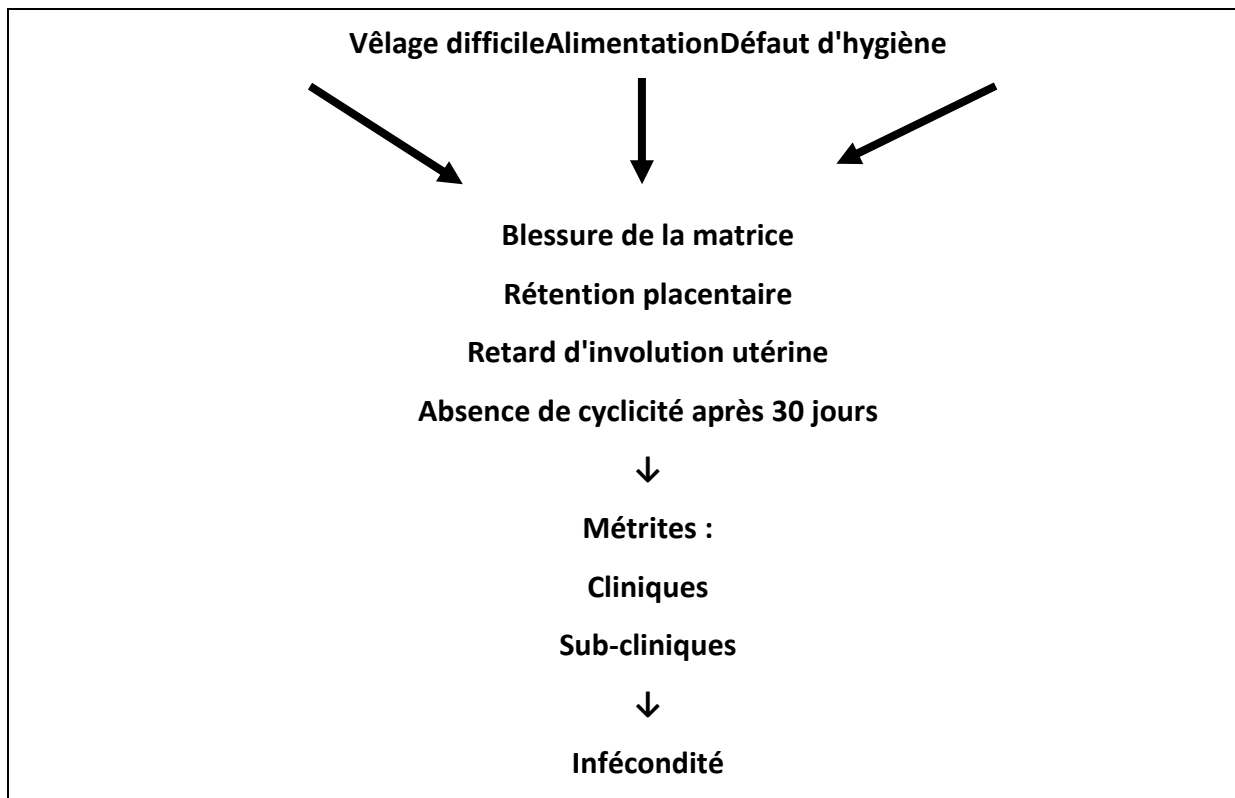 Vêlage difficileAlimentationDéfaut d'hygiène
Blessure de la matrice
Rétention placentaire
Retard d'involution utérine
Absence de cyclicité après 30 jours
↓
Métrites :
Cliniques
Sub-cliniques
↓
Infécondité